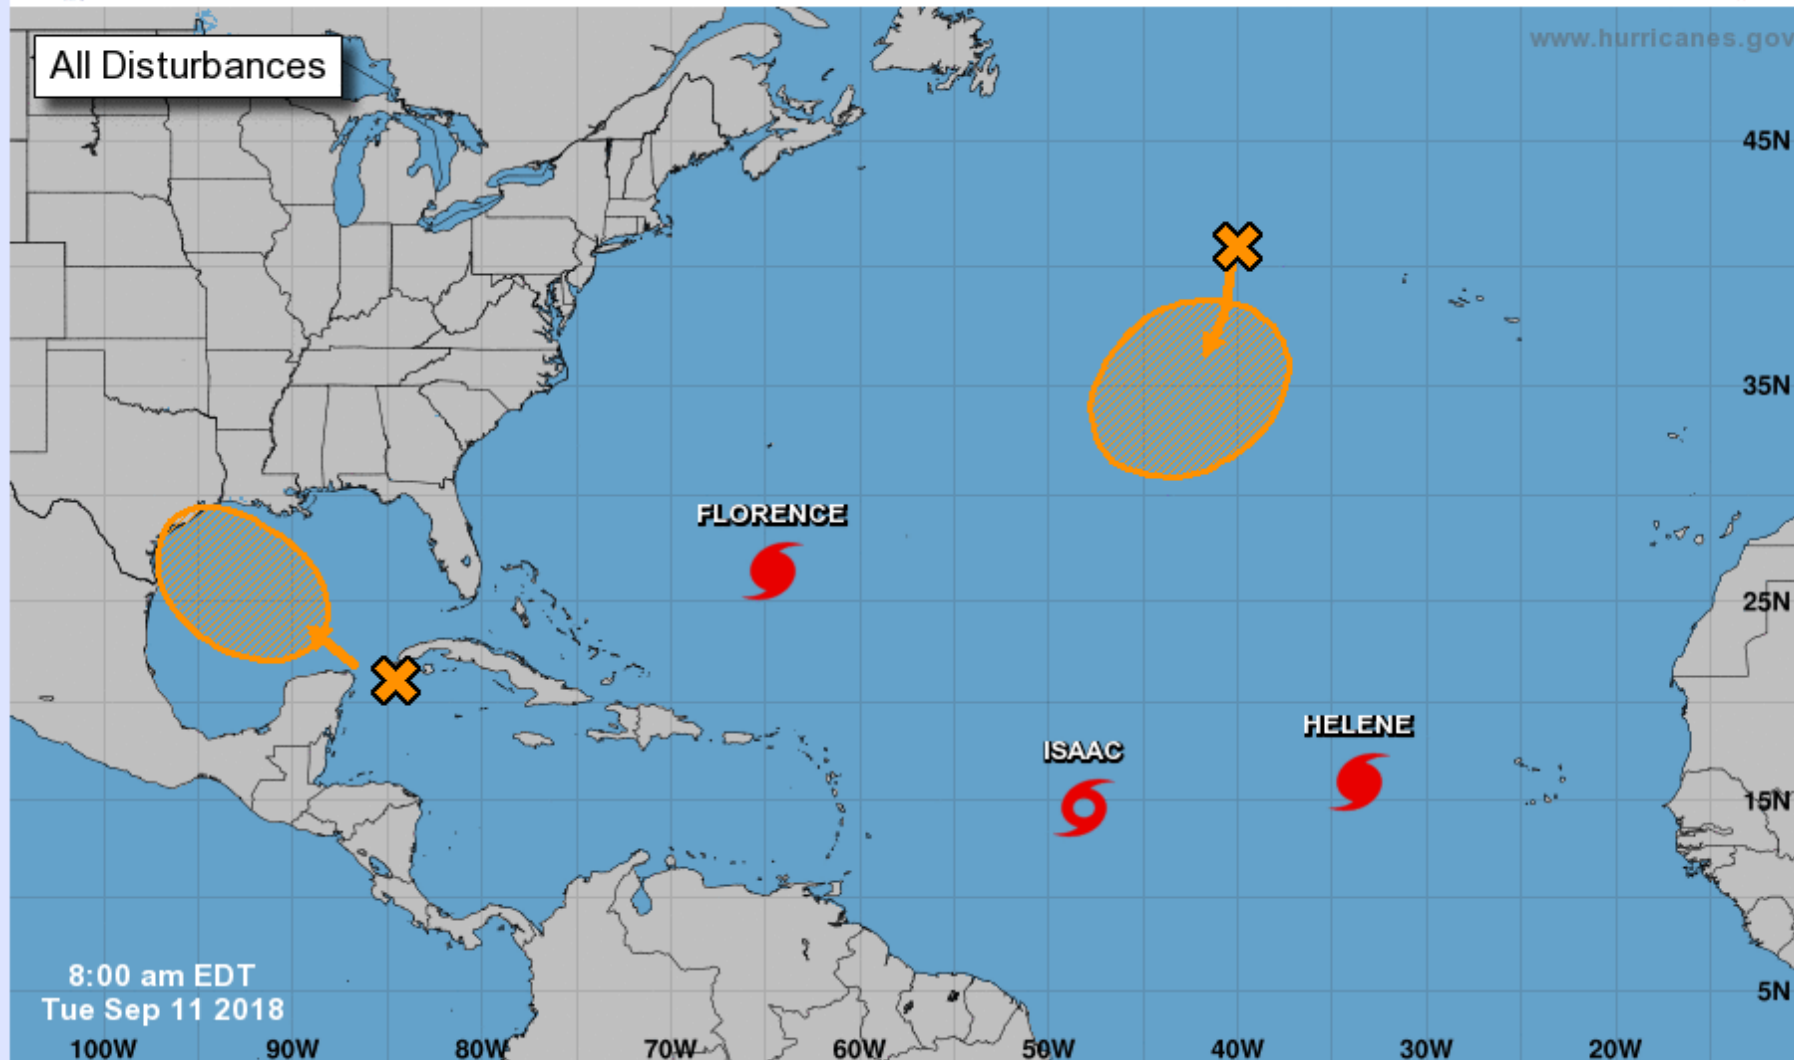 www.hurricanes.gov
All Disturbances
45N
35N
FLORENCE
25N
HELENE
ISAAC
15N
8:00 am EDT
5N
Tue Sep 11 2018
100W 90W 80W 70W 60W 50W 40W 30W 20W